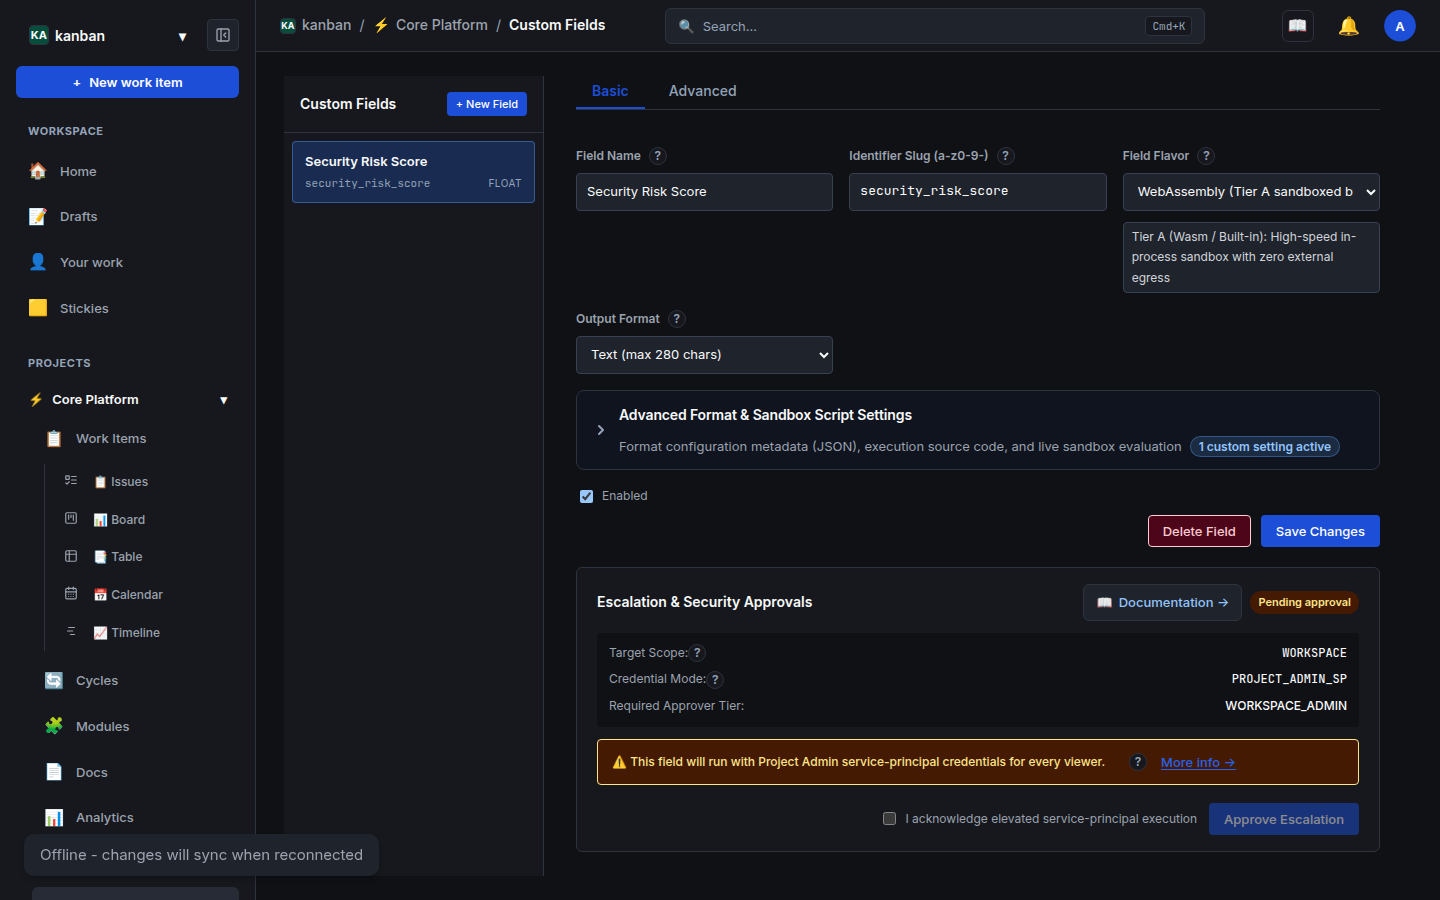 KA kanban ▼
+ New work item
WORKSPACE
Home
Drafts
Your work
Stickies
PROJECTS
Core Platform ▼
Work Items
Issues
Board
Table
Calendar
Timeline
Cycles
Modules
Docs
Analytics
Offline - changes will sync when reconnected
KA kanban / Core Platform / Custom Fields
Search... Cmd+K
A
Custom Fields
+ New Field
Security Risk Score
security_risk_score FLOAT
Basic Advanced
Field Name ? Identifier Slug (a-z0-9-) ? Field Flavor ?
Security Risk Score security_risk_score WebAssembly (Tier A sandboxed b
Tier A (Wasm / Built-in): High-speed in-
process sandbox with zero external
egress
Output Format ?
Text (max 280 chars)
Advanced Format & Sandbox Script Settings
Format configuration metadata (JSON), execution source code, and live sandbox evaluation 1 custom setting active
Enabled
Delete Field Save Changes
Escalation & Security Approvals Documentation → Pending approval
Target Scope: ? WORKSPACE
Credential Mode: ? PROJECT_ADMIN_SP
Required Approver Tier: WORKSPACE_ADMIN
⚠️ This field will run with Project Admin service-principal credentials for every viewer. ? More info →
I acknowledge elevated service-principal execution Approve Escalation